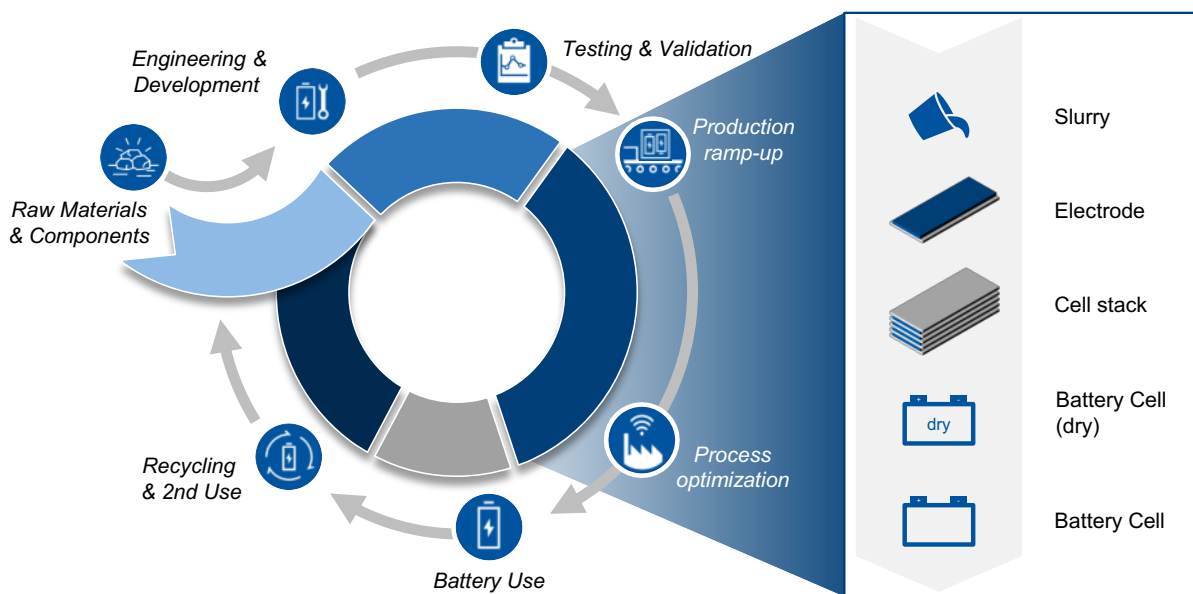 Engineering &
Development
Testing & Validation
Production
ramp-up
Raw Materials
& Components
Process
optimization
Recycling
& 2nd Use
Battery Use
Slurry
Electrode
Cell stack
+ -
dry
Battery Cell
(dry)
+ -
Battery Cell